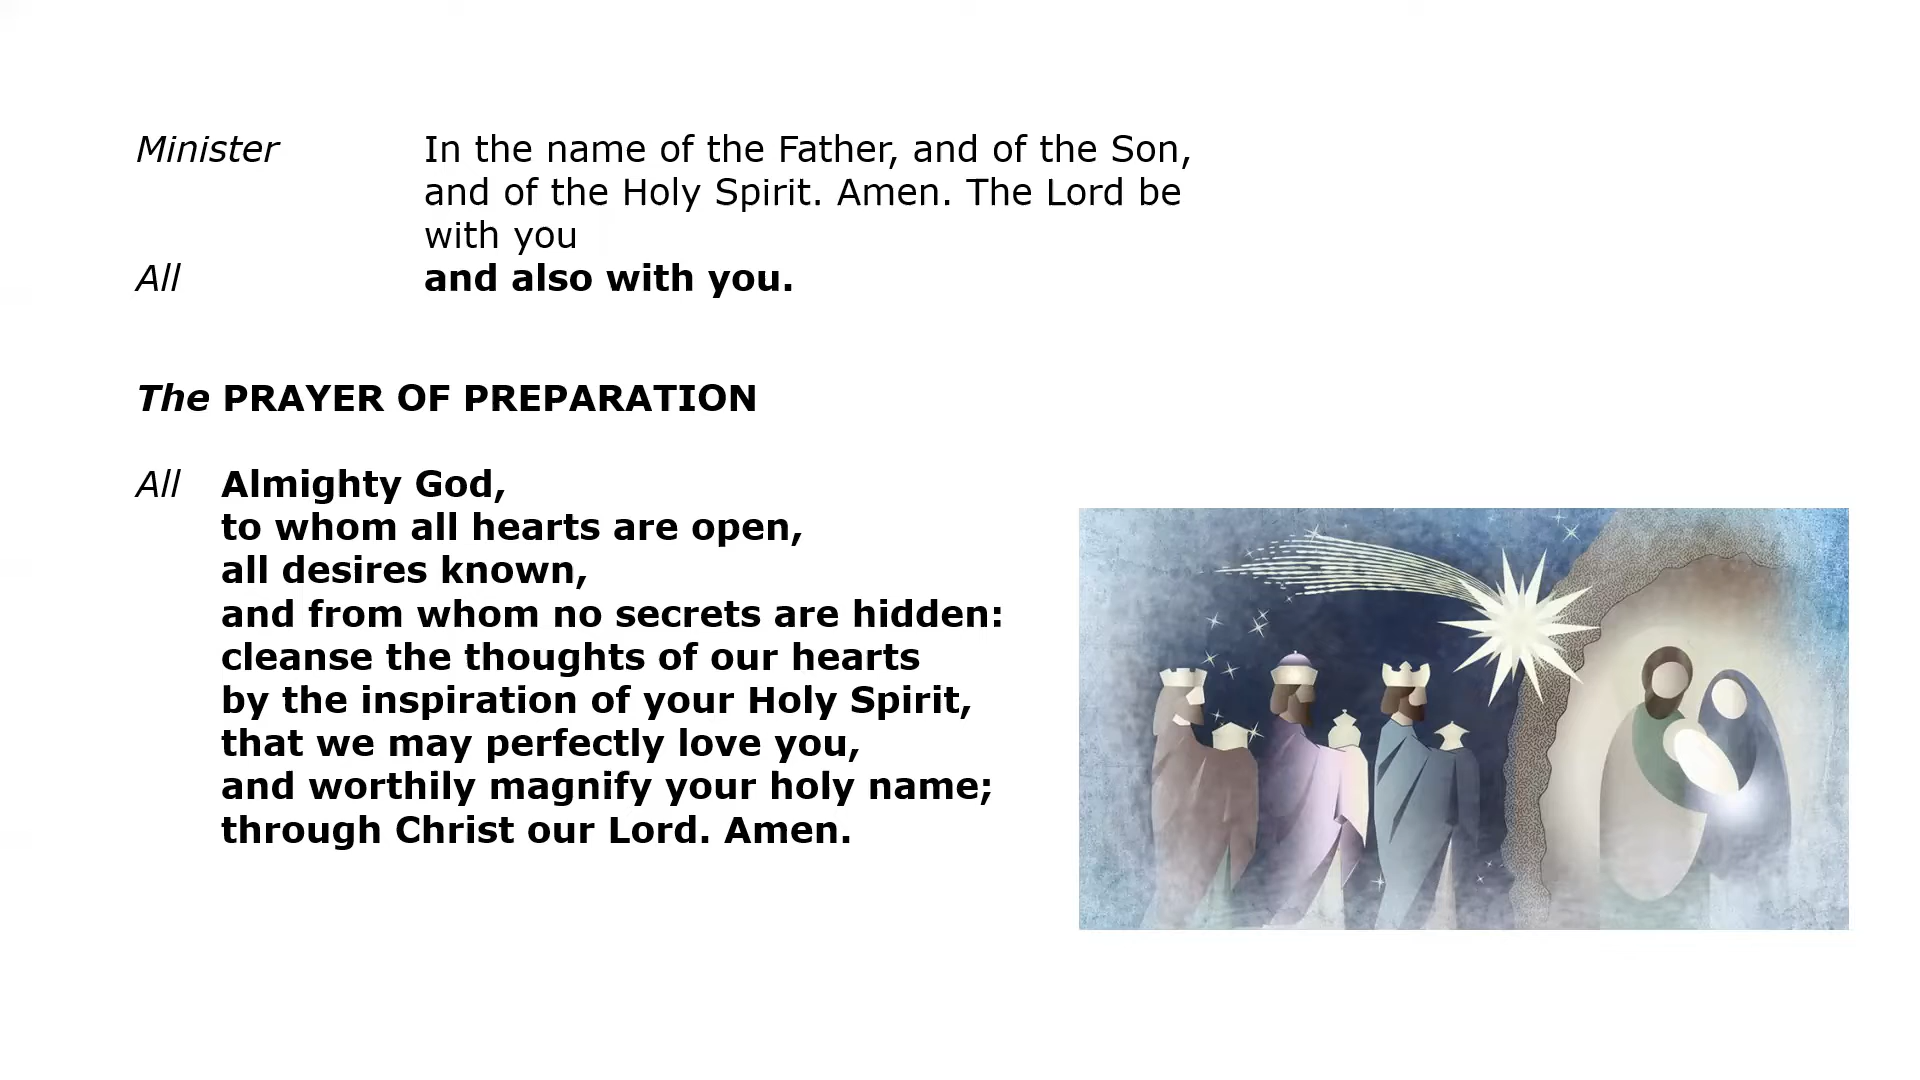 Minister In the name of the Father, and of the Son,
and of the Holy Spirit. Amen. The Lord be
with you
All and also with you.
The PRAYER OF PREPARATION
All Almighty God,
to whom all hearts are open,
all desires known,
and from whom no secrets are hidden:
cleanse the thoughts of our hearts
by the inspiration of your Holy Spirit,
that we may perfectly love you,
and worthily magnify your holy name;
through Christ our Lord. Amen.